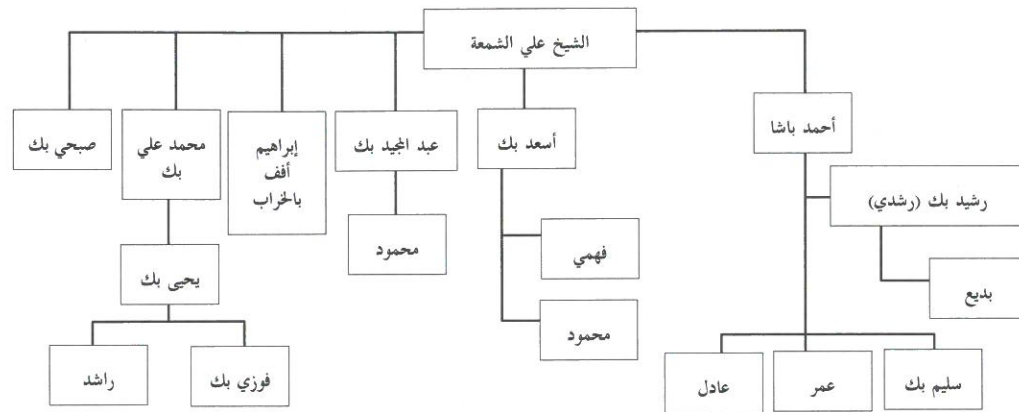 الشيخ علي الشمعة
أحمد باشا
أسعد بك
عبد المجيد بك
إبراهيم
أفف
بالخراب
محمد علي
بك
صبحي بك
رشيد بك (رشدي)
بديع
فهمي
محمود
محمود
يحيى بك
سليم بك
عمر
عادل
فوزي بك
راشد